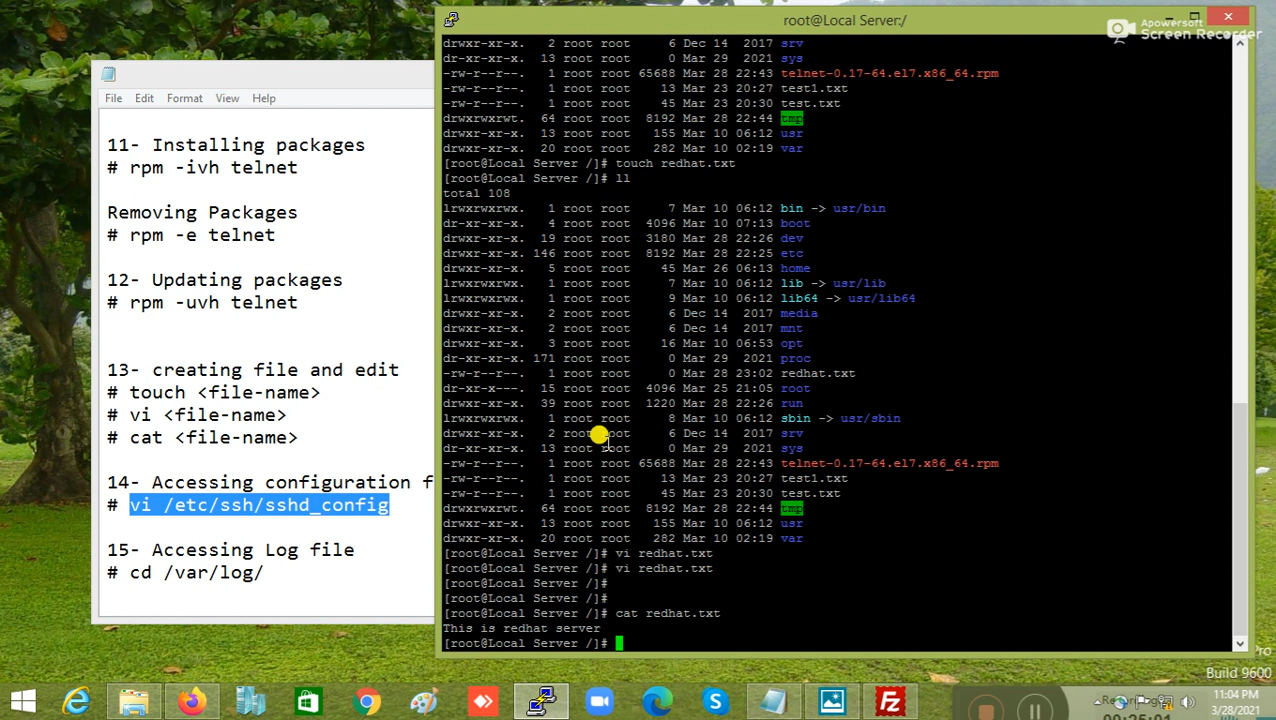 File Edit Format View Help
11- Installing packages
# rpm -ivh telnet
Removing Packages
# rpm -e telnet
12- Updating packages
# rpm -uvh telnet
13- creating file and edit
# touch <file-name>
# vi <file-name>
# cat <file-name>
14- Accessing configuration f
# vi /etc/ssh/sshd_config
15- Accessing Log file
# cd /var/log/
root@Local Server:/
Apowersoft
Screen Recorder
drwxr-xr-x. 2 root root 6 Dec 14 2017 srv
dr-xr-xr-x. 13 root root 0 Mar 29 2021 sys
-rw-r--r--. 1 root root 65688 Mar 28 22:43 telnet-0.17-64.el7.x86_64.rpm
-rw-r--r--. 1 root root 13 Mar 23 20:27 test1.txt
-rw-r--r--. 1 root root 45 Mar 23 20:30 test.txt
drwxrwxrwt. 64 root root 8192 Mar 28 22:44 tmp
drwxr-xr-x. 13 root root 155 Mar 10 06:12 usr
drwxr-xr-x. 20 root root 282 Mar 10 02:19 var
[root@Local Server /]# touch redhat.txt
[root@Local Server /]# ll
total 108
lrwxrwxrwx. 1 root root 7 Mar 10 06:12 bin -> usr/bin
dr-xr-xr-x. 4 root root 4096 Mar 10 07:13 boot
drwxr-xr-x. 19 root root 3180 Mar 28 22:26 dev
drwxr-xr-x. 146 root root 8192 Mar 28 22:25 etc
drwxr-xr-x. 5 root root 45 Mar 26 06:13 home
lrwxrwxrwx. 1 root root 7 Mar 10 06:12 lib -> usr/lib
lrwxrwxrwx. 1 root root 9 Mar 10 06:12 lib64 -> usr/lib64
drwxr-xr-x. 2 root root 6 Dec 14 2017 media
drwxr-xr-x. 2 root root 6 Dec 14 2017 mnt
drwxr-xr-x. 3 root root 16 Mar 10 06:53 opt
dr-xr-xr-x. 171 root root 0 Mar 29 2021 proc
-rw-r--r--. 1 root root 0 Mar 28 23:02 redhat.txt
dr-xr-x---. 15 root root 4096 Mar 25 21:05 root
drwxr-xr-x. 39 root root 1220 Mar 28 22:26 run
lrwxrwxrwx. 1 root root 8 Mar 10 06:12 sbin -> usr/sbin
drwxr-xr-x. 2 root root 6 Dec 14 2017 srv
dr-xr-xr-x. 13 root root 0 Mar 29 2021 sys
-rw-r--r--. 1 root root 65688 Mar 28 22:43 telnet-0.17-64.el7.x86_64.rpm
-rw-r--r--. 1 root root 13 Mar 23 20:27 test1.txt
-rw-r--r--. 1 root root 45 Mar 23 20:30 test.txt
drwxrwxrwt. 64 root root 8192 Mar 28 22:44 tmp
drwxr-xr-x. 13 root root 155 Mar 10 06:12 usr
drwxr-xr-x. 20 root root 282 Mar 10 02:19 var
[root@Local Server /]# vi redhat.txt
[root@Local Server /]# vi redhat.txt
[root@Local Server /]#
[root@Local Server /]#
[root@Local Server /]# cat redhat.txt
This is redhat server
[root@Local Server /]#
Build 9600
11:04 PM
3/28/2021